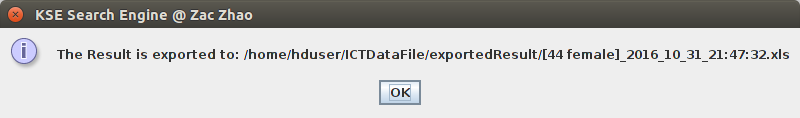 KSE Search Engine @ Zac Zhao
The Result is exported to: /home/hduser/ICTDataFile/exportedResult/[44 female]_2016_10_31_21:47:32.xls
OK